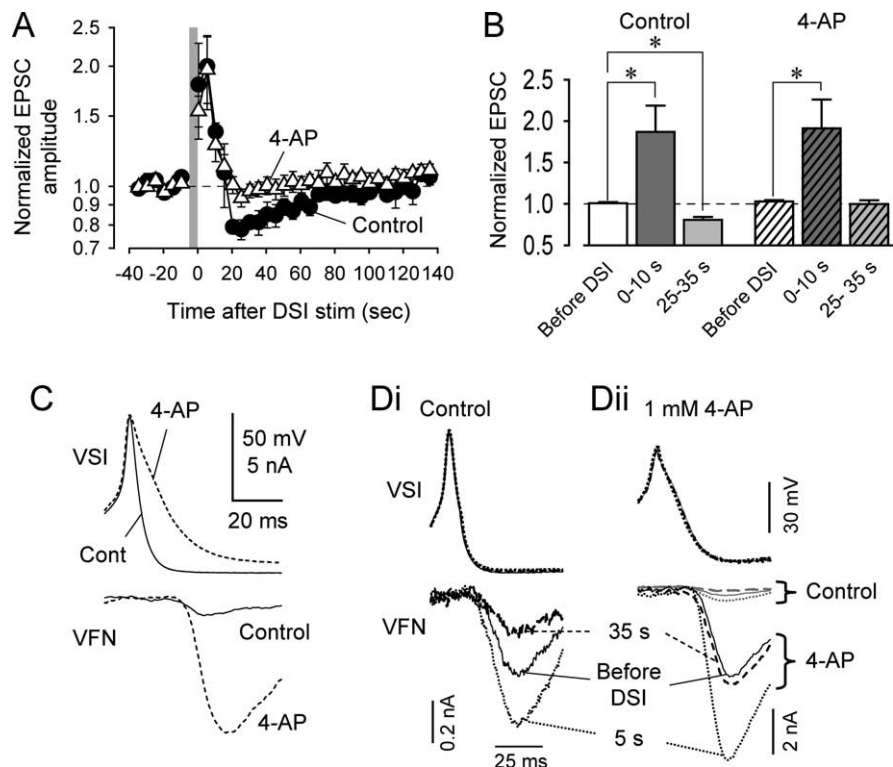 A
Normalized EPSC
amplitude
2.5
2.0
1.5
1.0
0.9
0.8
0.7
4-AP
Control
-40 -20 0 20 40 60 80 100 120 140
Time after DSI stim (sec)
B
Control 4-AP
Normalized EPSC
2.5
2.0
1.5
1.0
0.5
* * *
Before DSI
0-10 s
25-35 s
Before DSI
0-10 s
25- 35 s
C
4-AP
VSI
50 mV
5 nA
20 ms
Cont
Control
VFN
4-AP
Di
Control
VSI
VFN
0.2 nA
25 ms
35 s
Before
DSI
5 s
Dii
1 mM 4-AP
30 mV
Control
4-AP
2 nA